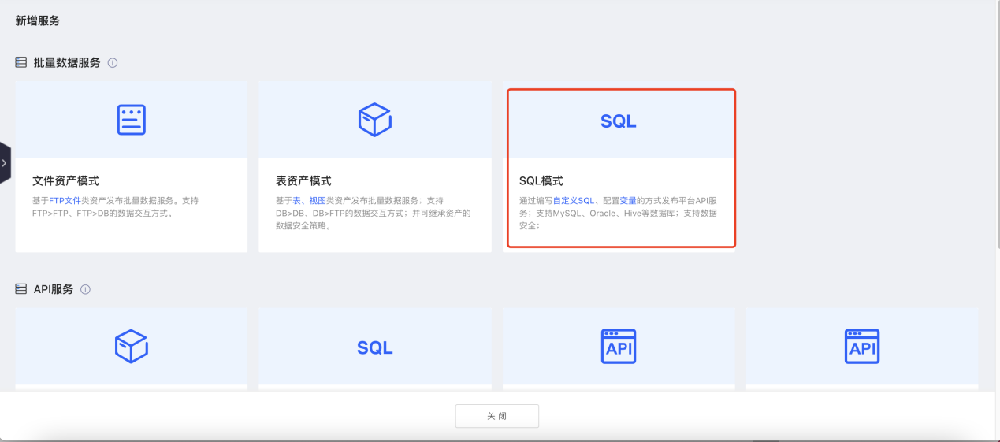 新增服务
批量数据服务
SQL
文件资产模式
基于FTP文件类资产发布批量数据服务。支持
FTP>FTP、FTP>DB的数据交互方式。
表资产模式
基于表、视图类资产发布批量数据服务；支持
DB>DB、DB>FTP的数据交互方式；并可继承资产的
数据安全策略。
SQL模式
通过编写自定义SQL、配置变量的方式发布平台API服
务；支持MySQL、Oracle、Hive等数据库；支持数据
安全；
API服务
SQL
API
API
关 闭